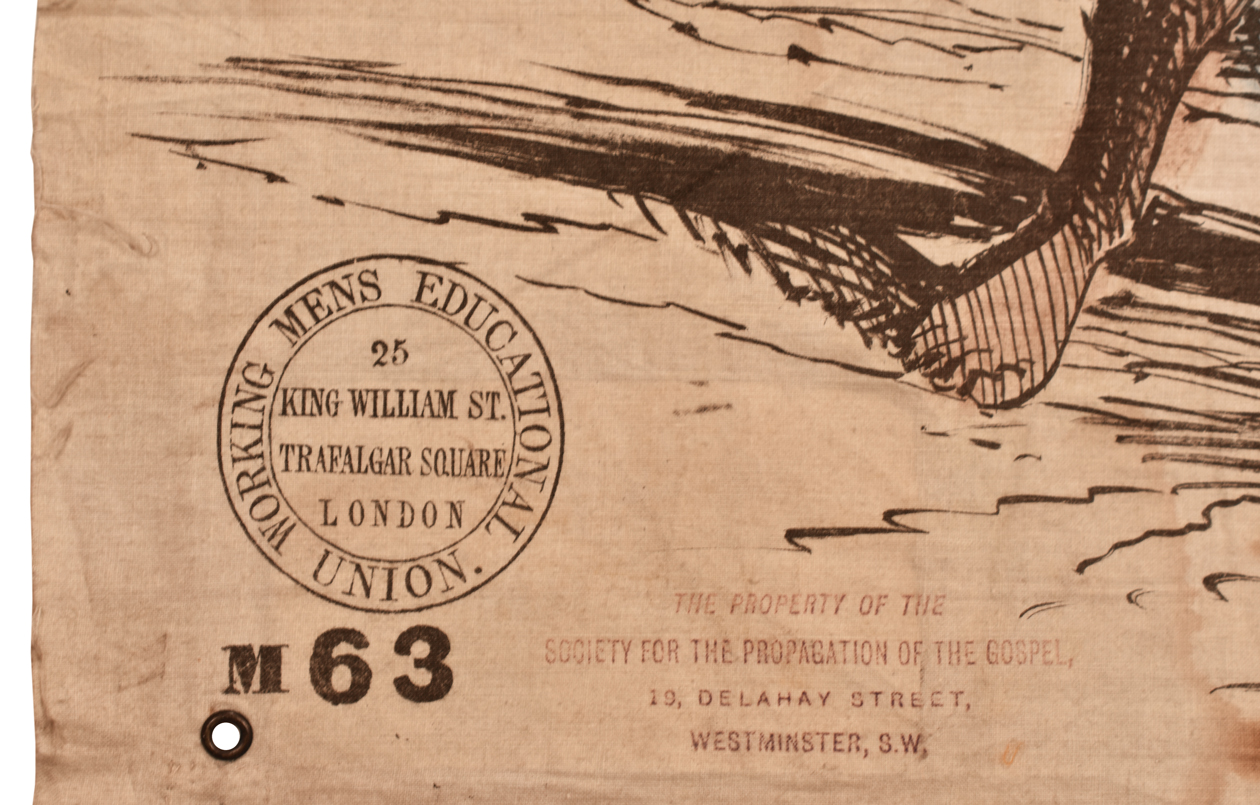 WORKING MENS EDUCATIONAL UNION.
25
KING WILLIAM ST.
TRAFALGAR SQUARE
LONDON
M 63
THE PROPERTY OF THE
SOCIETY FOR THE PROPAGATION OF THE GOSPEL,
19, DELAHAY STREET,
WESTMINSTER, S.W,